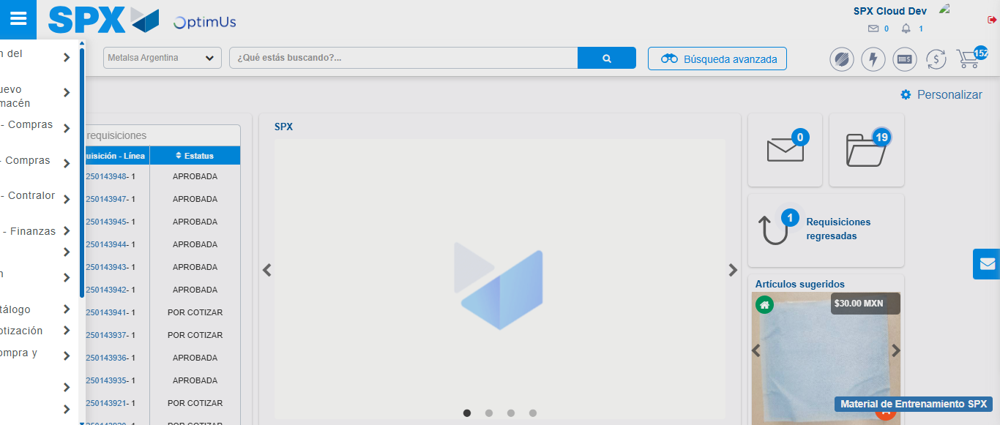 SPX
OptimUs
SPX Cloud Dev
0
1
Metalsa Argentina
¿Qué estás buscando?...
Búsqueda avanzada
152
Personalizar
del
macén
- Compras
- Compras
- Contralor
- Finanzas
ompra y
requisiciones
uisición - Línea
Estatus
250143948- 1
APROBADA
250143947- 1
APROBADA
250143945- 1
APROBADA
250143944- 1
APROBADA
250143943- 1
APROBADA
250143942- 1
APROBADA
250143941- 1
POR COTIZAR
250143937- 1
POR COTIZAR
250143936- 1
APROBADA
250143935- 1
APROBADA
250143921- 1
POR COTIZAR
POR COTIZAR
SPX
0
19
1
Requisiciones
regresadas
Artículos sugeridos
$30.00 MXN
Material de Entrenamiento SPX